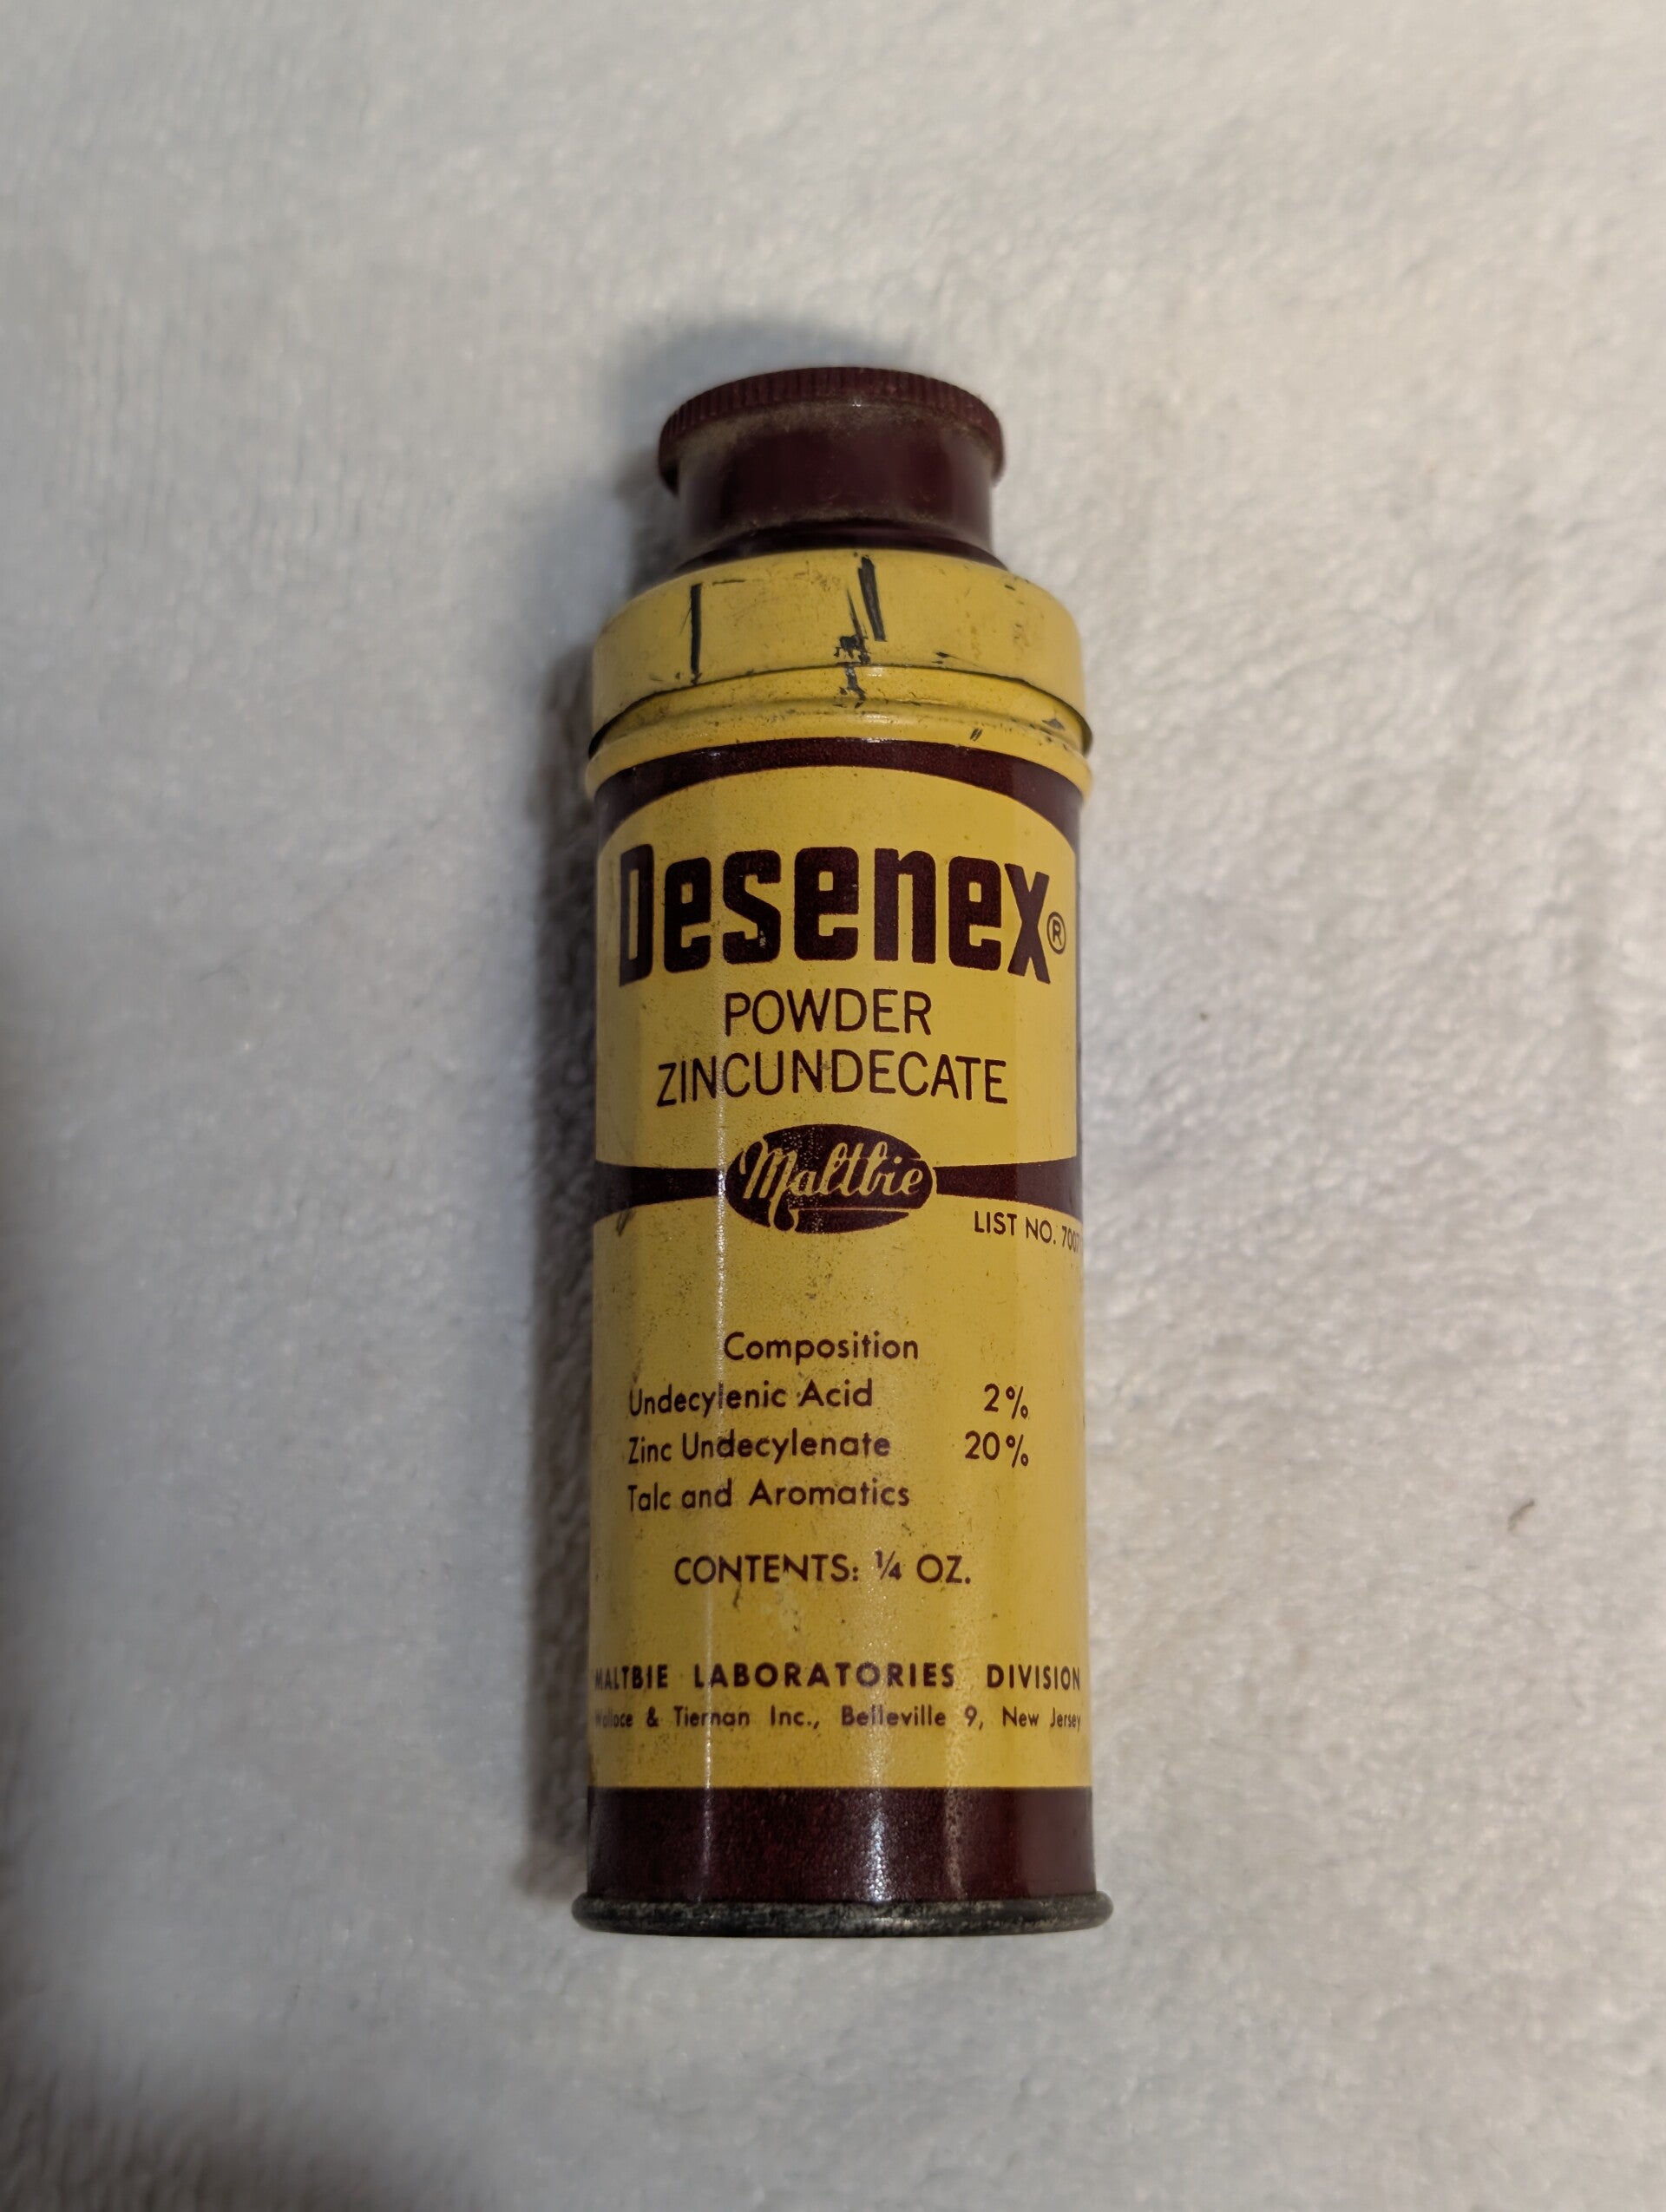 Desenex®
POWDER
ZINCUNDECATE
Maltbie
LIST NO.
Composition
Undecylenic Acid 2%
Zinc Undecylenate 20%
Talc and Aromatics
CONTENTS: ¼ OZ.
MALTBIE LABORATORIES DIVISION
Wallace & Tiernan Inc., Belleville 9, New Jersey